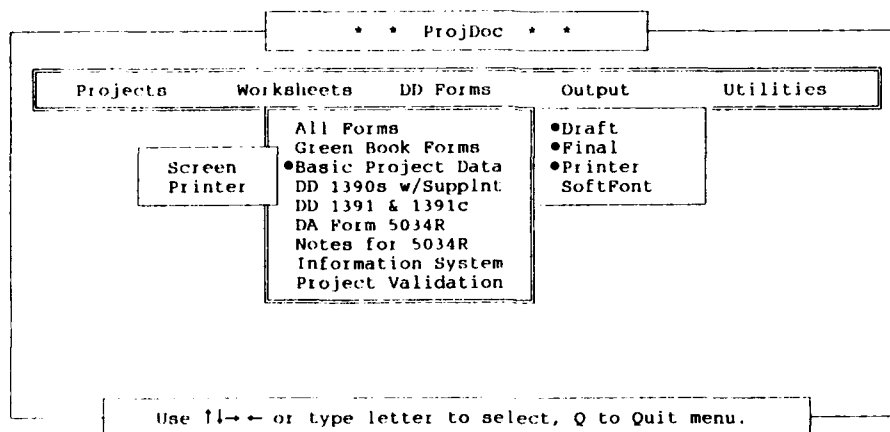 * * ProjDoc * *
Projects Worksheets DD Forms Output Utilities
Screen
Printer
All Forms
Green Book Forms
•Basic Project Data
DD 1390s w/Supplnt
DD 1391 & 1391c
DA Form 5034R
Notes for 5034R
Information System
Project Validation
•Draft
•Final
•Printer
SoftFont
Use ↑↓→← or type letter to select, Q to Quit menu.